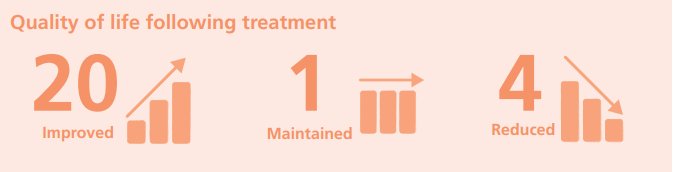 Quality of life following treatment
20 1 4
Improved Maintained Reduced